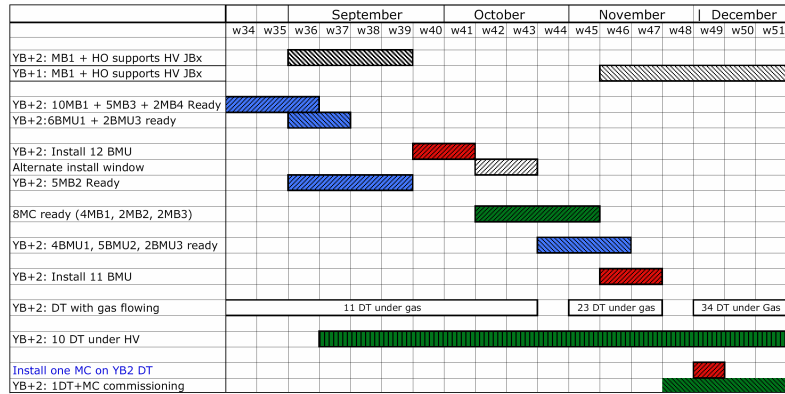 September October November | December
w34 w35 w36 w37 w38 w39 w40 w41 w42 w43 w44 w45 w46 w47 w48 w49 w50 w51
YB+2: MB1 + HO supports HV JBx
YB+1: MB1 + HO supports HV JBx
YB+2: 10MB1 + 5MB3 + 2MB4 Ready
YB+2:6BMU1 + 2BMU3 ready
YB+2: Install 12 BMU
Alternate install window
YB+2: 5MB2 Ready
8MC ready (4MB1, 2MB2, 2MB3)
YB+2: 4BMU1, 5BMU2, 2BMU3 ready
YB+2: Install 11 BMU
YB+2: DT with gas flowing 11 DT under gas 23 DT under gas 34 DT under Gas
YB+2: 10 DT under HV
Install one MC on YB2 DT
YB+2: 1DT+MC commissioning